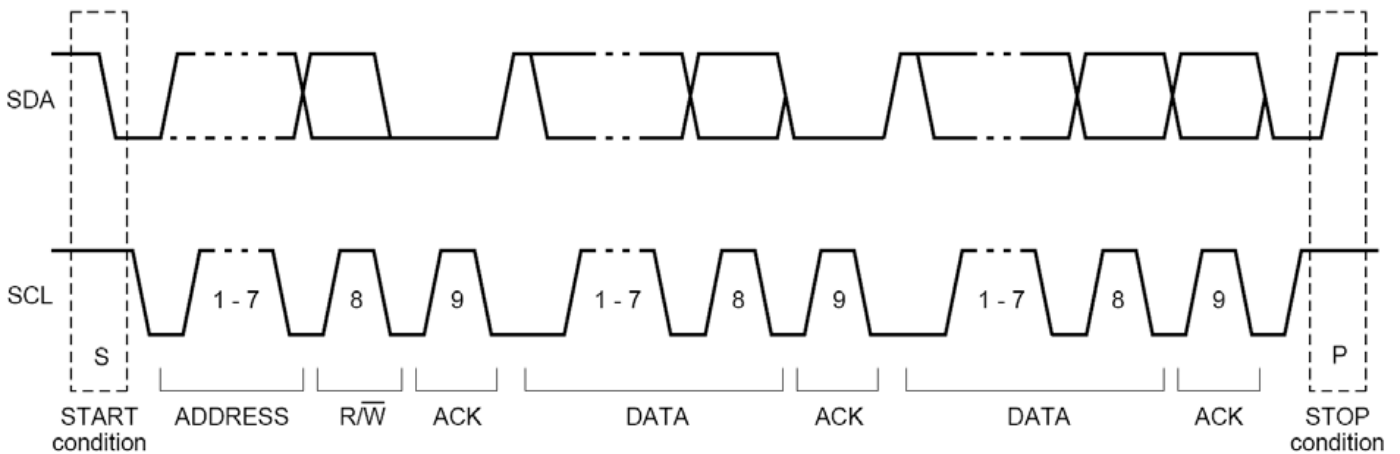 SDA
SCL
1 - 7 8 9 1 - 7 8 9 1 - 7 8 9
S P
START ADDRESS R/W̅ ACK DATA ACK DATA ACK STOP
condition condition